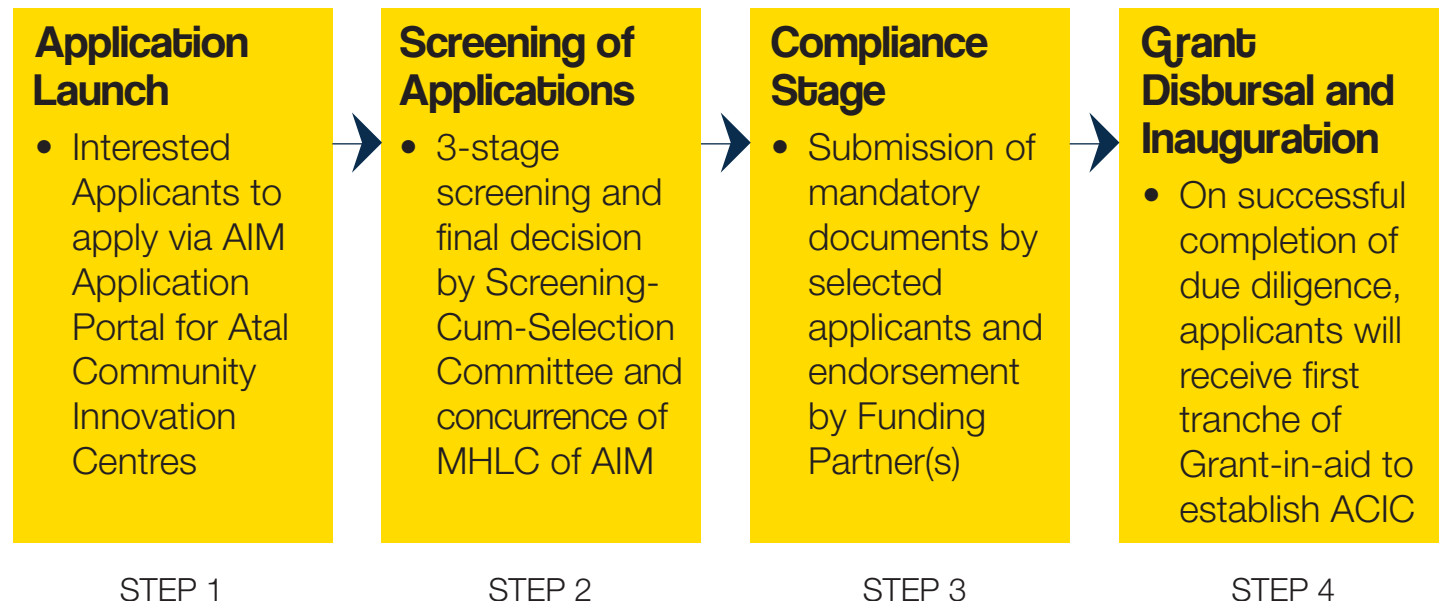 Application
Launch
• Interested
Applicants to
apply via AIM
Application
Portal for Atal
Community
Innovation
Centres
STEP 1
Screening of
Applications
• 3-stage
screening and
final decision
by Screening-
Cum-Selection
Committee and
concurrence of
MHLC of AIM
STEP 2
Compliance
Stage
• Submission of
mandatory
documents by
selected
applicants and
endorsement
by Funding
Partner(s)
STEP 3
Grant
Disbursal and
Inauguration
• On successful
completion of
due diligence,
applicants will
receive first
tranche of
Grant-in-aid to
establish ACIC
STEP 4